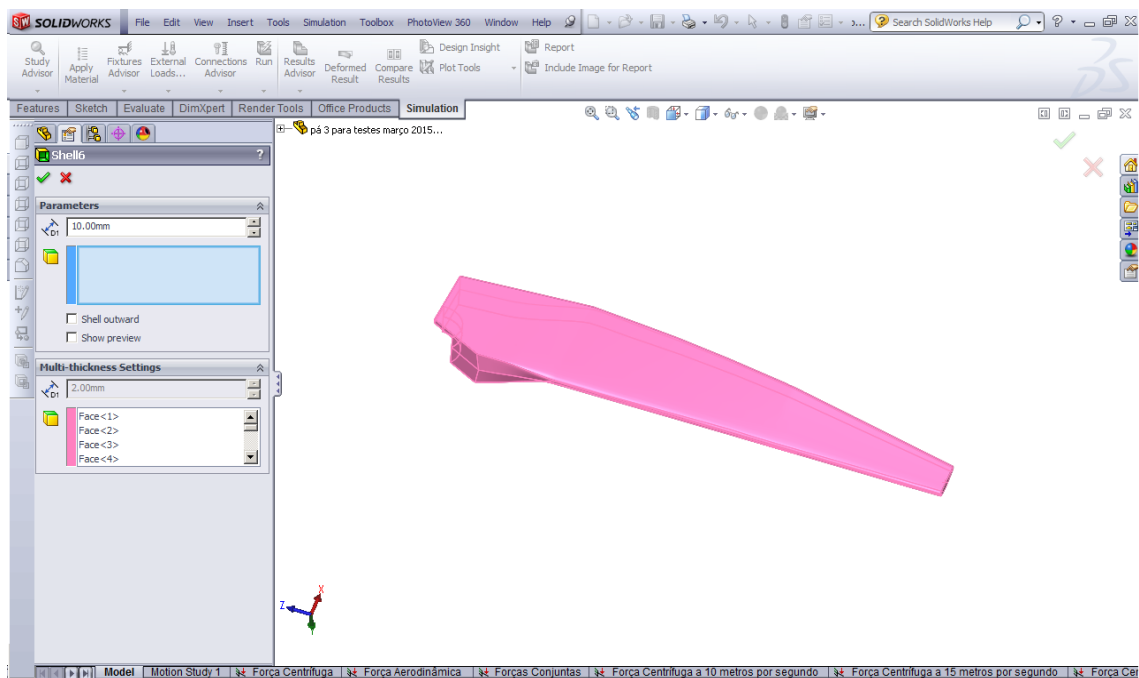 SOLIDWORKS File Edit View Insert Tools Simulation Toolbox PhotoView 360 Window Help Search SolidWorks Help
Study Advisor
Apply Material
Fixtures Advisor
External Loads...
Connections Advisor
Run
Results Advisor
Deformed Result
Compare Results
Design Insight
Plot Tools
Report
Include Image for Report
Features Sketch Evaluate DimXpert Render Tools Office Products Simulation
pá 3 para testes março 2015...
Shell6 ?
Parameters
D1 10.00mm
Shell outward
Show preview
Multi-thickness Settings
D1 2.00mm
Face<1>
Face<2>
Face<3>
Face<4>
X
Z
Model Motion Study 1 Força Centrífuga Força Aerodinâmica Forças Conjuntas Força Centrífuga a 10 metros por segundo Força Centrífuga a 15 metros por segundo Força Cer